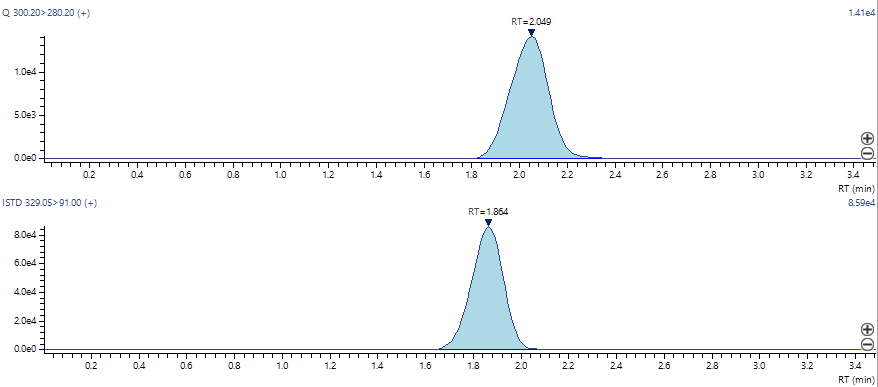 Q 300.20>280.20 (+) 1.41e4
RT=2.049
1.0e4
5.0e3
0.0e0
0.2 0.4 0.6 0.8 1.0 1.2 1.4 1.6 1.8 2.0 2.2 2.4 2.6 2.8 3.0 3.2 3.4
RT (min)
ISTD 329.05>91.00 (+) 8.59e4
RT=1.864
8.0e4
6.0e4
4.0e4
2.0e4
0.0e0
0.2 0.4 0.6 0.8 1.0 1.2 1.4 1.6 1.8 2.0 2.2 2.4 2.6 2.8 3.0 3.2 3.4
RT (min)